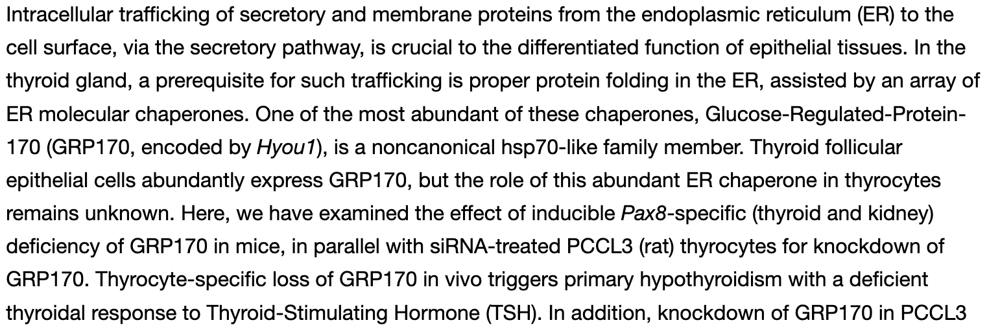 Intracellular trafficking of secretory and membrane proteins from the endoplasmic reticulum (ER) to the
cell surface, via the secretory pathway, is crucial to the differentiated function of epithelial tissues. In the
thyroid gland, a prerequisite for such trafficking is proper protein folding in the ER, assisted by an array of
ER molecular chaperones. One of the most abundant of these chaperones, Glucose-Regulated-Protein-
170 (GRP170, encoded by Hyou1), is a noncanonical hsp70-like family member. Thyroid follicular
epithelial cells abundantly express GRP170, but the role of this abundant ER chaperone in thyrocytes
remains unknown. Here, we have examined the effect of inducible Pax8-specific (thyroid and kidney)
deficiency of GRP170 in mice, in parallel with siRNA-treated PCCL3 (rat) thyrocytes for knockdown of
GRP170. Thyrocyte-specific loss of GRP170 in vivo triggers primary hypothyroidism with a deficient
thyroidal response to Thyroid-Stimulating Hormone (TSH). In addition, knockdown of GRP170 in PCCL3